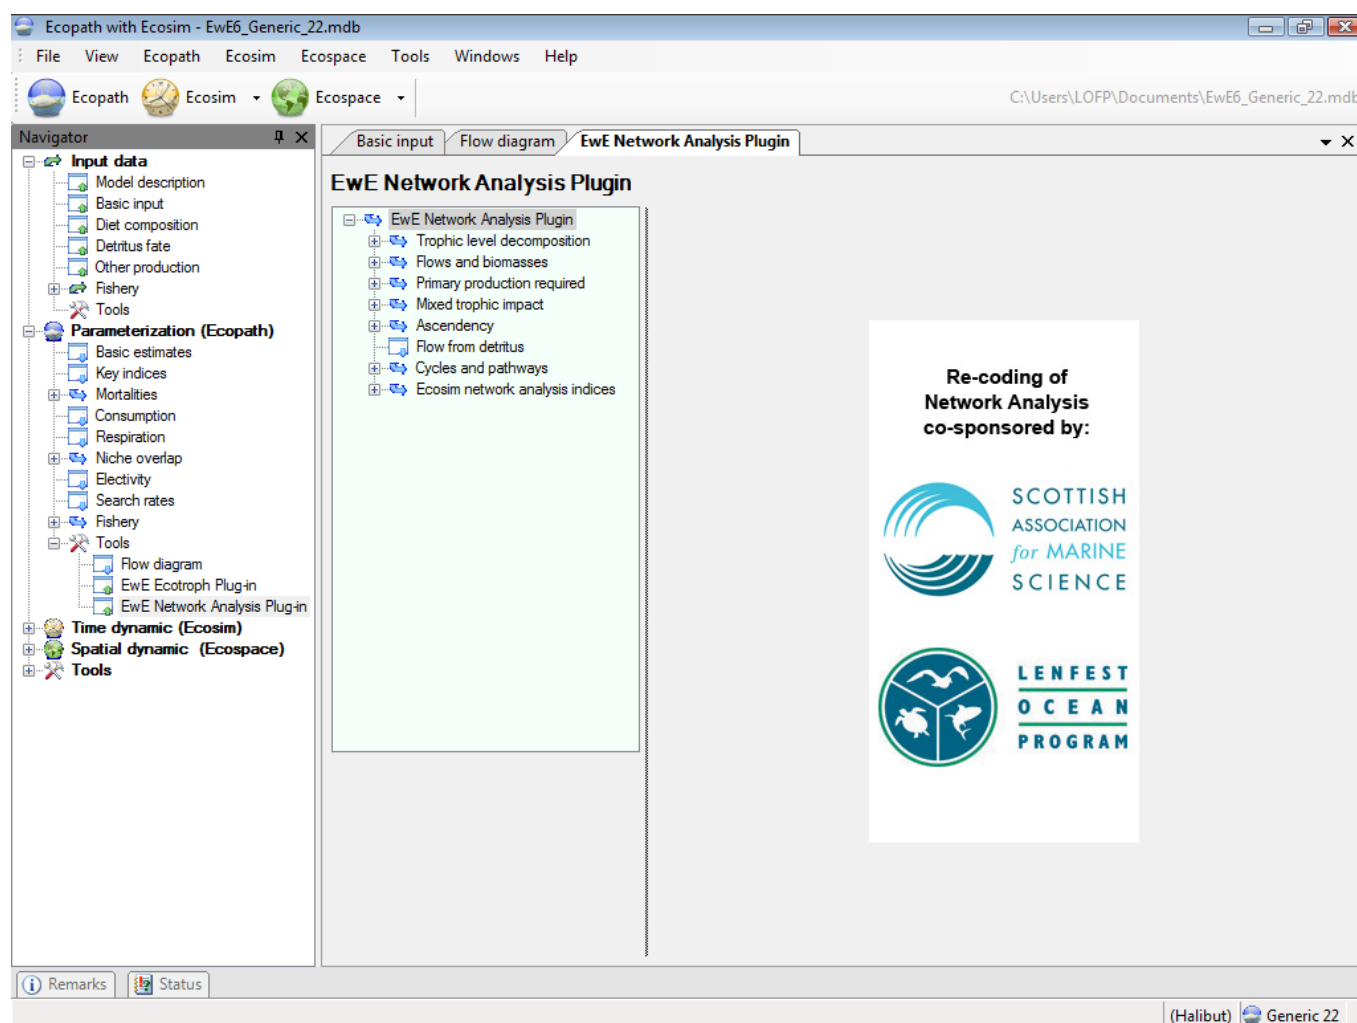 Ecopath with Ecosim - EwE6_Generic_22.mdb
File View Ecopath Ecosim Ecospace Tools Windows Help
Ecopath Ecosim Ecospace C:\Users\LOFP\Documents\EwE6_Generic_22.mdb
Navigator
Input data
Model description
Basic input
Diet composition
Detritus fate
Other production
Fishery
Tools
Parameterization (Ecopath)
Basic estimates
Key indices
Mortalities
Consumption
Respiration
Niche overlap
Electivity
Search rates
Fishery
Tools
Flow diagram
EwE Ecotroph Plug-in
EwE Network Analysis Plug-in
Time dynamic (Ecosim)
Spatial dynamic (Ecospace)
Tools
Basic input Flow diagram EwE Network Analysis Plugin
EwE Network Analysis Plugin
EwE Network Analysis Plugin
Trophic level decomposition
Flows and biomasses
Primary production required
Mixed trophic impact
Ascendency
Flow from detritus
Cycles and pathways
Ecosim network analysis indices
Re-coding of
Network Analysis
co-sponsored by:
SCOTTISH
ASSOCIATION
for MARINE
SCIENCE
LENFEST
OCEAN
PROGRAM
Remarks Status
(Halibut) Generic 22